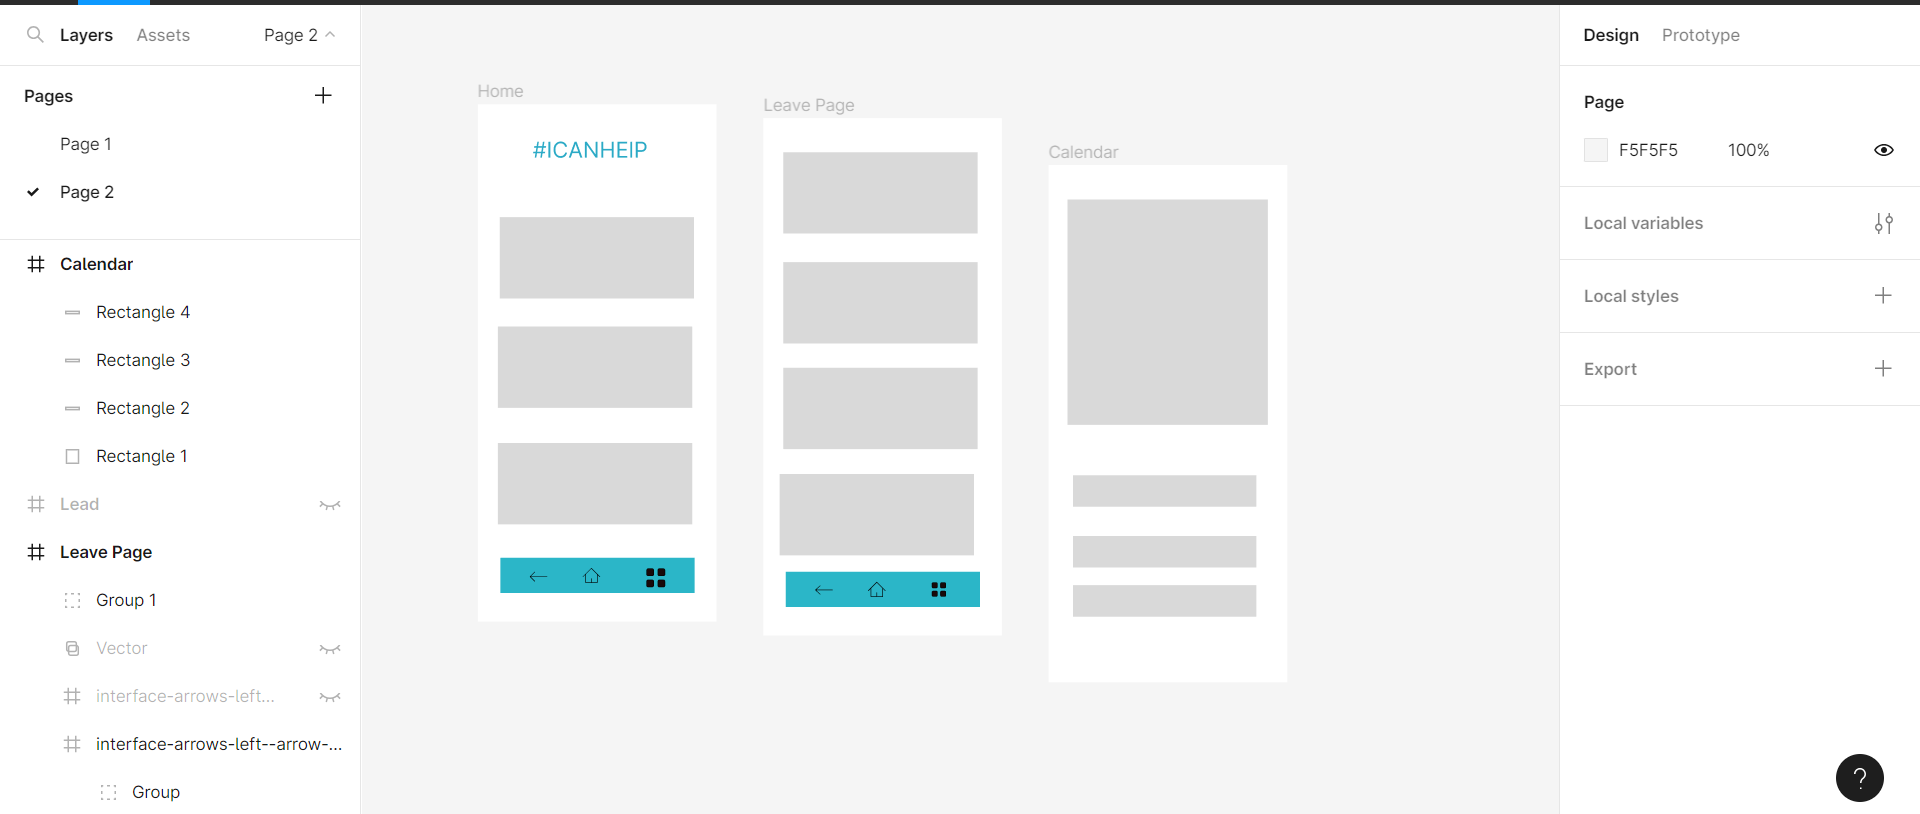 Layers
Assets
Page 2
Pages
Page 1
Page 2
Calendar
Rectangle 4
Rectangle 3
Rectangle 2
Rectangle 1
Lead
Leave Page
Group 1
Vector
interface-arrows-left...
interface-arrows-left--arrow-...
Group
Home
#ICANHEIP
Leave Page
Calendar
Design
Prototype
Page
F5F5F5
100%
Local variables
Local styles
Export
?